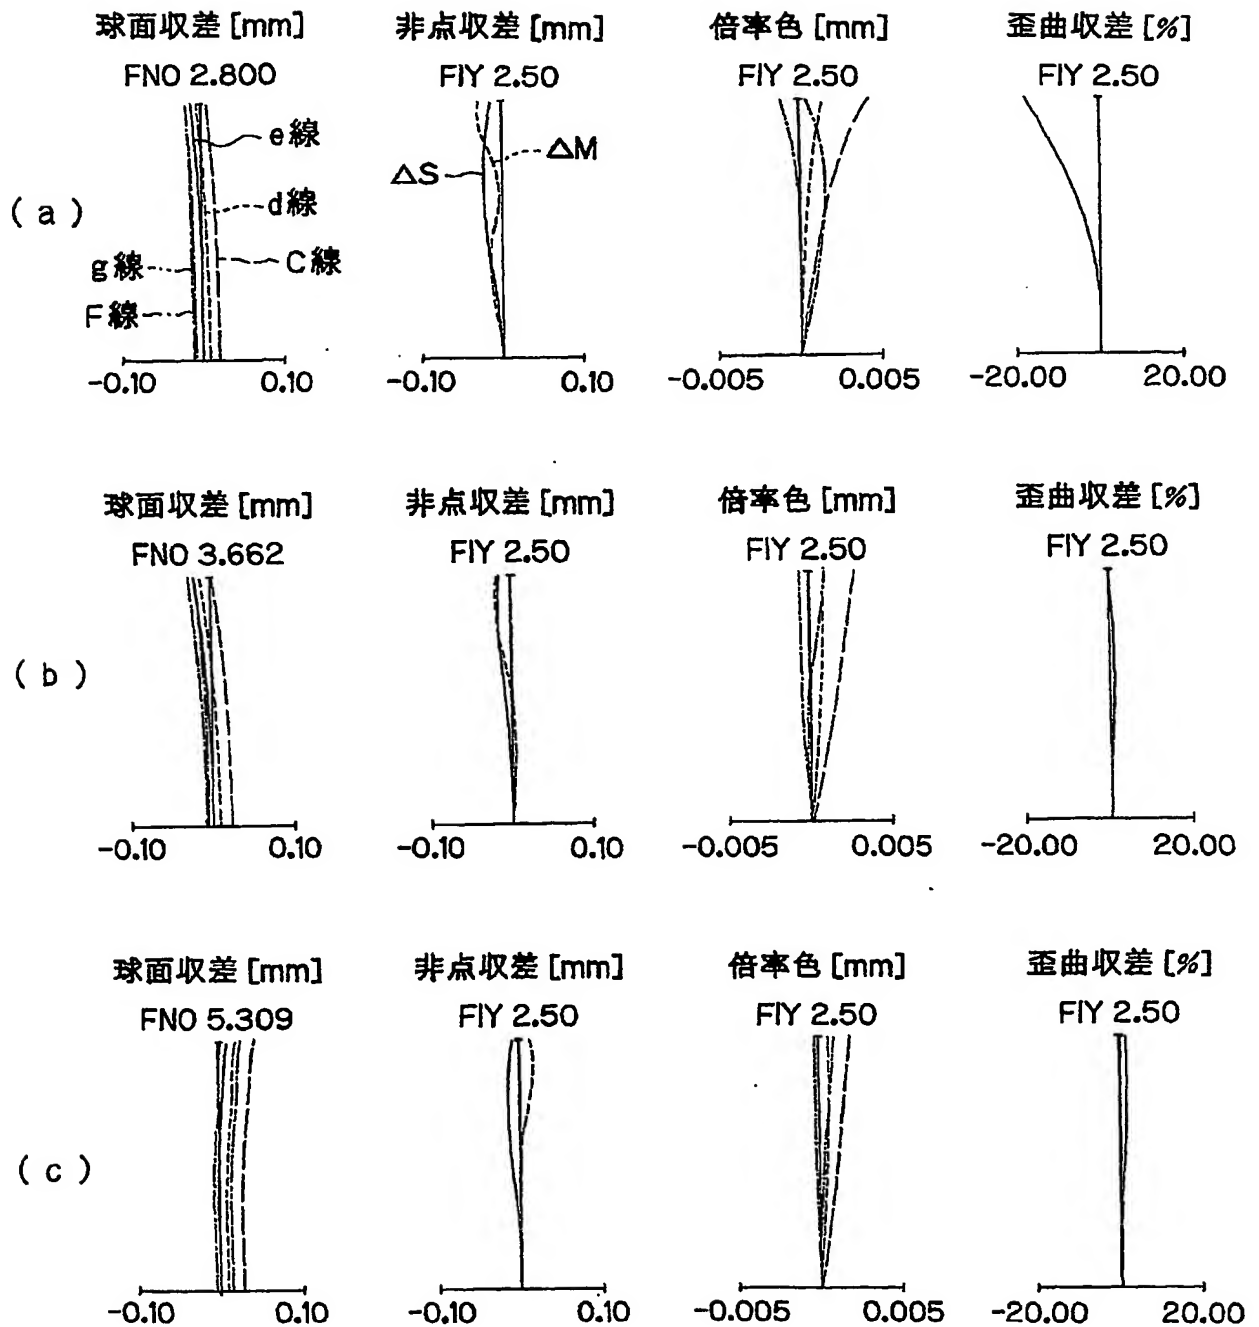 球面収差 [mm] 非点収差 [mm] 倍率色 [mm] 歪曲収差 [%]
FNO 2.800 FIY 2.50 FIY 2.50 FIY 2.50
e線
ΔM
ΔS
d線
(a)
g線
C線
F線
-0.10 0.10 -0.10 0.10 -0.005 0.005 -20.00 20.00
球面収差 [mm] 非点収差 [mm] 倍率色 [mm] 歪曲収差 [%]
FNO 3.662 FIY 2.50 FIY 2.50 FIY 2.50
(b)
-0.10 0.10 -0.10 0.10 -0.005 0.005 -20.00 20.00
球面収差 [mm] 非点収差 [mm] 倍率色 [mm] 歪曲収差 [%]
FNO 5.309 FIY 2.50 FIY 2.50 FIY 2.50
(c)
-0.10 0.10 -0.10 0.10 -0.005 0.005 -20.00 20.00